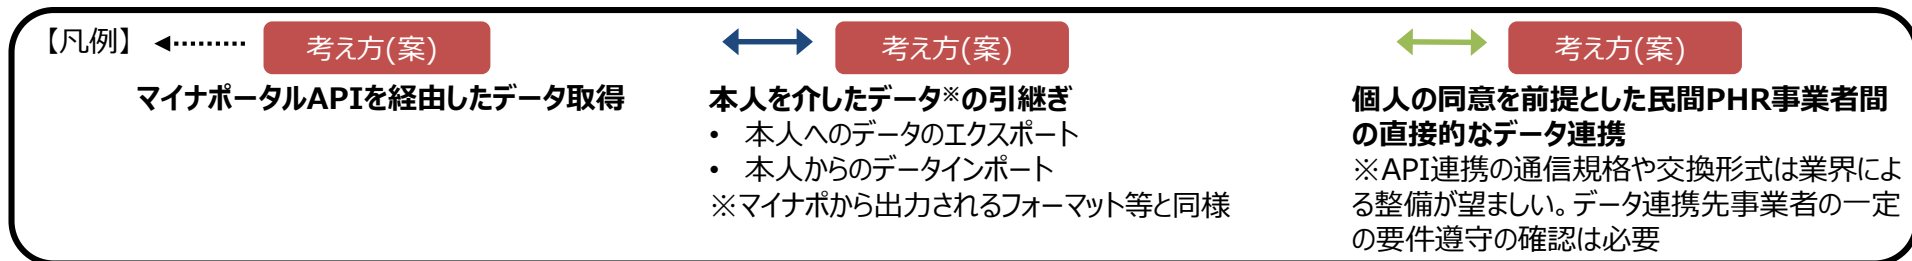 【凡例】
考え方(案)
マイナポータルAPIを経由したデータ取得
考え方(案)
本人を介したデータ※の引継ぎ
• 本人へのデータのエクスポート
• 本人からのデータインポート
※マイナポから出力されるフォーマット等と同様
考え方(案)
個人の同意を前提とした民間PHR事業者間
の直接的なデータ連携
※API連携の通信規格や交換形式は業界によ
る整備が望ましい。データ連携先事業者の一定
の要件遵守の確認は必要